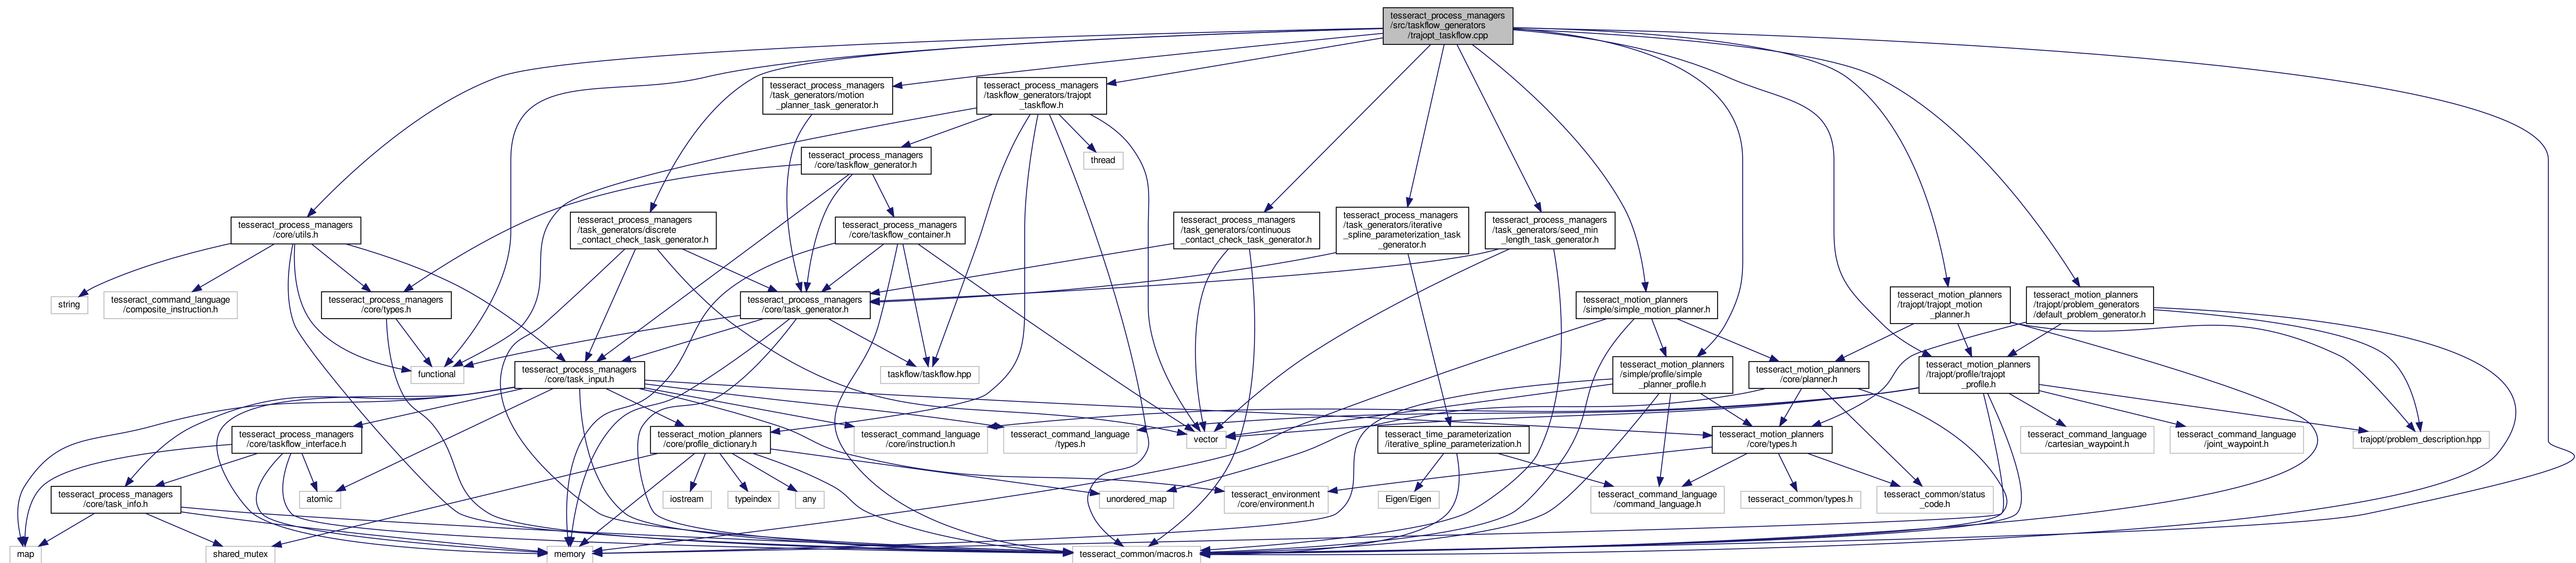 tesseract_process_managers
/src/taskflow_generators
/trajopt_taskflow.cpp
tesseract_process_managers
/task_generators/motion
_planner_task_generator.h
tesseract_process_managers
/taskflow_generators/trajopt
_taskflow.h
tesseract_process_managers
/core/taskflow_generator.h
thread
tesseract_process_managers
/core/utils.h
tesseract_process_managers
/task_generators/discrete
_contact_check_task_generator.h
tesseract_process_managers
/core/taskflow_container.h
tesseract_process_managers
/task_generators/continuous
_contact_check_task_generator.h
tesseract_process_managers
/task_generators/iterative
_spline_parameterization_task
_generator.h
tesseract_process_managers
/task_generators/seed_min
_length_task_generator.h
string
tesseract_command_language
/composite_instruction.h
tesseract_process_managers
/core/types.h
tesseract_process_managers
/core/task_generator.h
tesseract_motion_planners
/simple/simple_motion_planner.h
tesseract_motion_planners
/trajopt/trajopt_motion
_planner.h
tesseract_motion_planners
/trajopt/problem_generators
/default_problem_generator.h
functional
tesseract_process_managers
/core/task_input.h
taskflow/taskflow.hpp
tesseract_motion_planners
/simple/profile/simple
_planner_profile.h
tesseract_motion_planners
/core/planner.h
tesseract_motion_planners
/trajopt/profile/trajopt
_profile.h
tesseract_process_managers
/core/taskflow_interface.h
tesseract_motion_planners
/core/profile_dictionary.h
tesseract_command_language
/core/instruction.h
tesseract_command_language
/types.h
vector
tesseract_time_parameterization
/iterative_spline_parameterization.h
tesseract_motion_planners
/core/types.h
tesseract_command_language
/cartesian_waypoint.h
tesseract_command_language
/joint_waypoint.h
trajopt/problem_description.hpp
tesseract_process_managers
/core/task_info.h
atomic
iostream
typeindex
any
unordered_map
tesseract_environment
/core/environment.h
Eigen/Eigen
tesseract_command_language
/command_language.h
tesseract_common/types.h
tesseract_common/status
_code.h
map
shared_mutex
memory
tesseract_common/macros.h